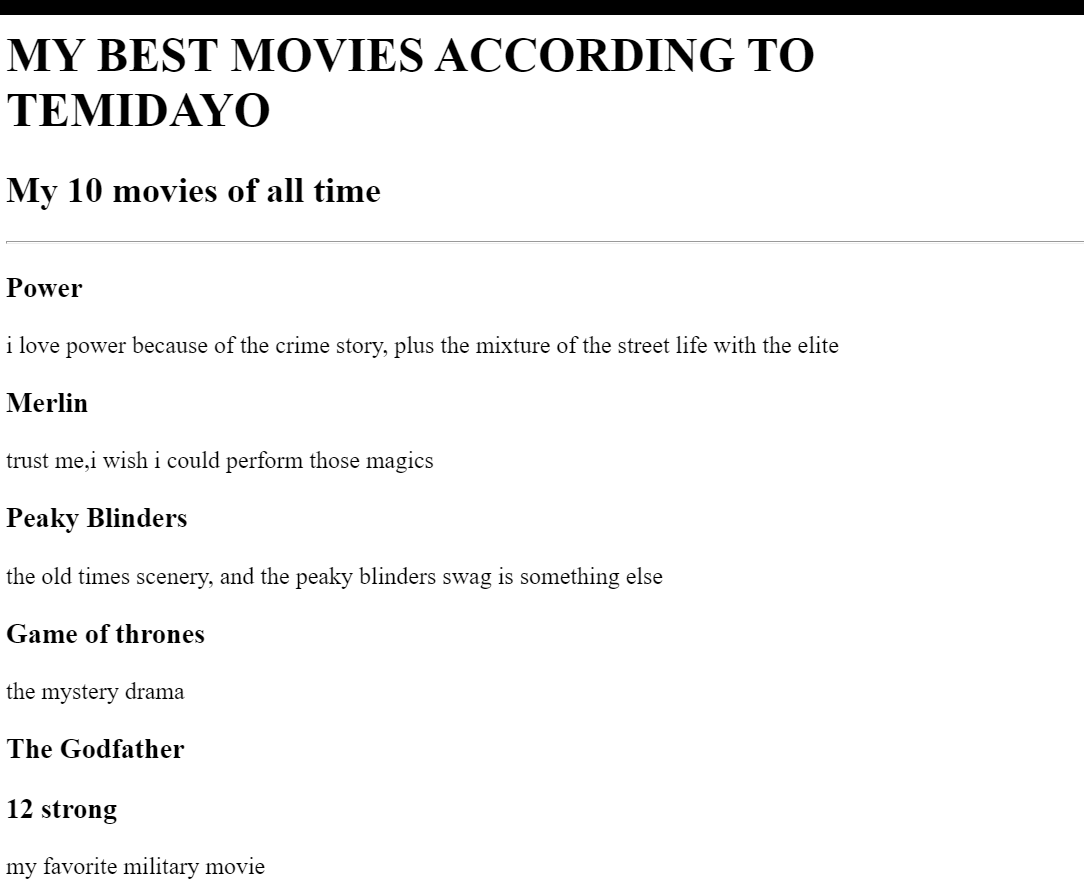 MY BEST MOVIES ACCORDING TO
TEMIDAYO
My 10 movies of all time
Power
i love power because of the crime story, plus the mixture of the street life with the elite
Merlin
trust me,i wish i could perform those magics
Peaky Blinders
the old times scenery, and the peaky blinders swag is something else
Game of thrones
the mystery drama
The Godfather
12 strong
my favorite military movie